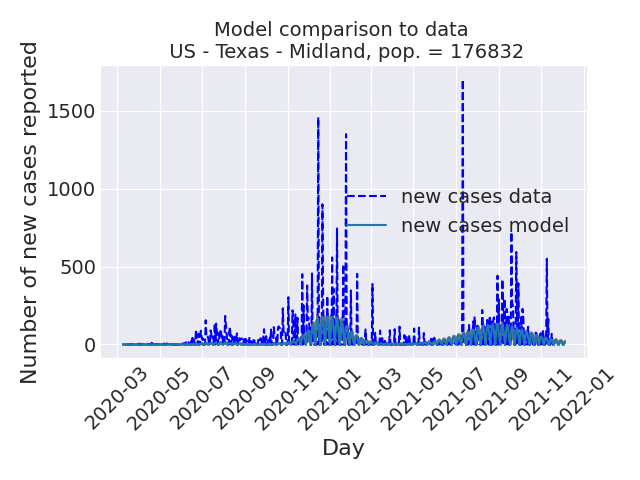 Model comparison to data
US - Texas - Midland, pop. = 176832
Number of new cases reported
1500
1000
500
0
new cases data
new cases model
2020-03
2020-05
2020-07
2020-09
2020-11
2021-01
2021-03
2021-05
2021-07
2021-09
2021-11
2022-01
Day